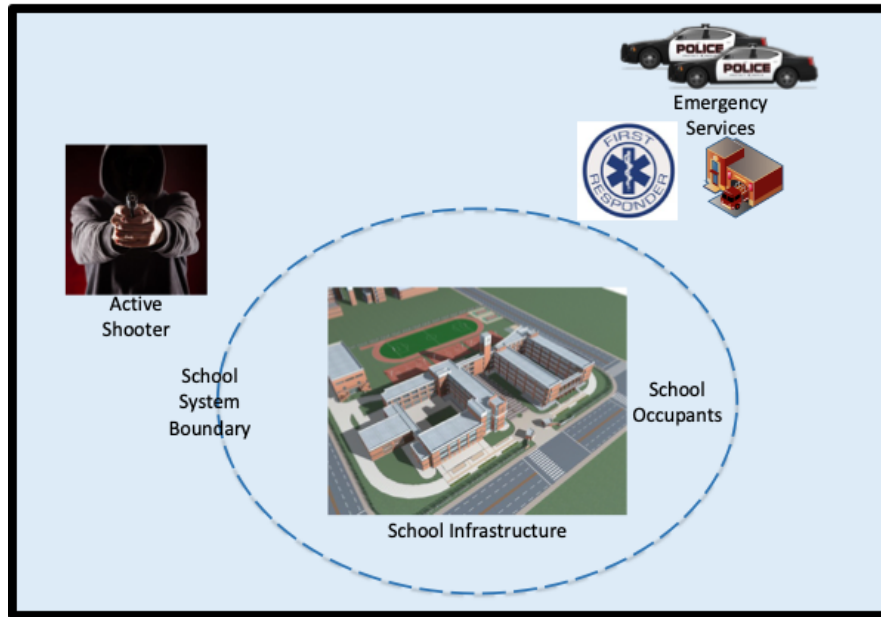 POLICE
POLICE
Emergency
Services
FIRST
RESPONDER
Active
Shooter
School
System
Boundary
School
Occupants
School Infrastructure